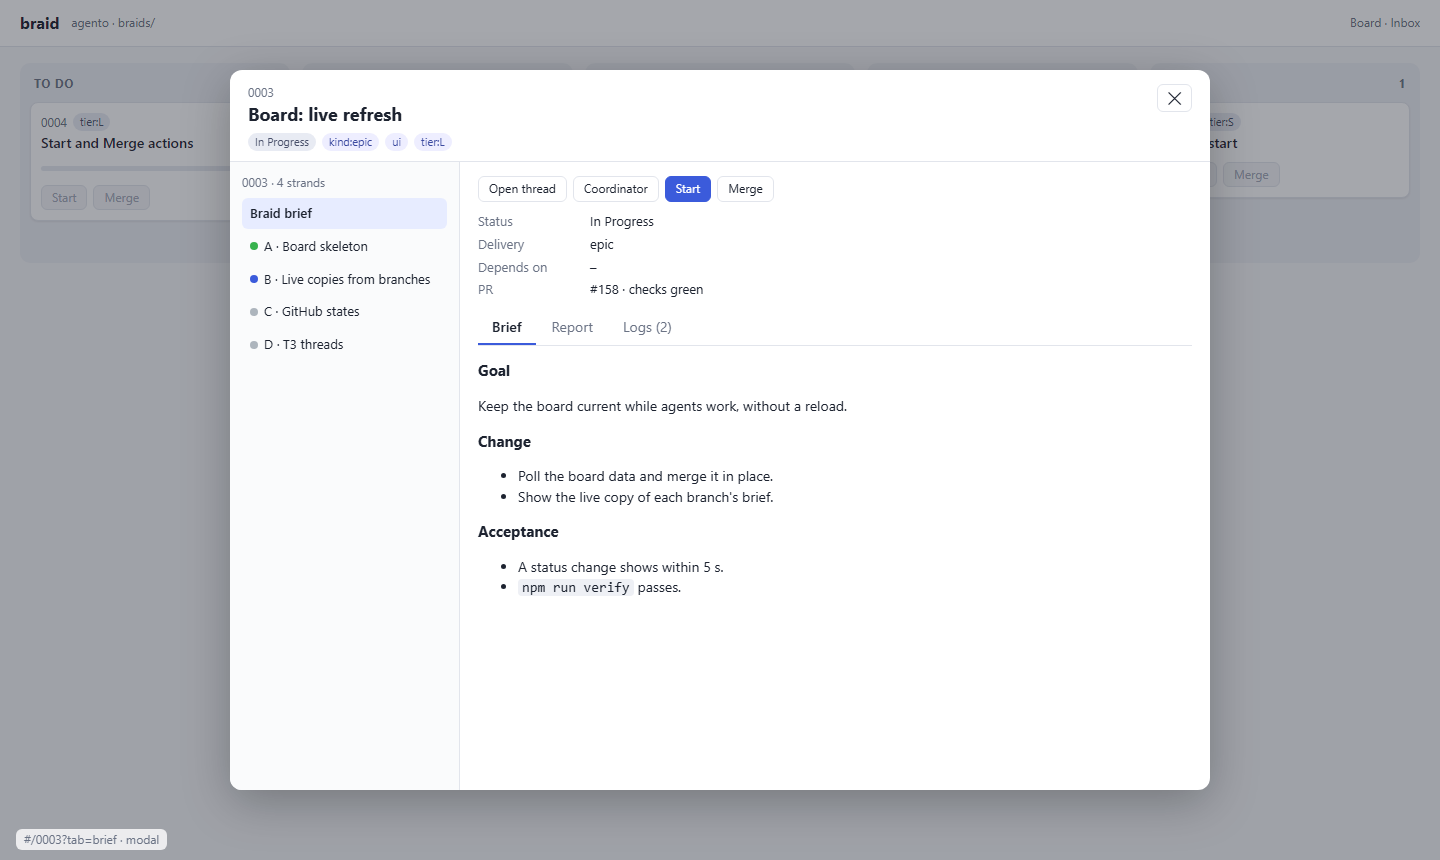 braid agento · braids/ Board · Inbox
TO DO 1
0004 tier:L
Start and Merge actions
Start Merge
tier:S
start
Merge
0003
Board: live refresh
In Progress kind:epic ui tier:L
0003 · 4 strands
Braid brief
A · Board skeleton
B · Live copies from branches
C · GitHub states
D · T3 threads
Open thread Coordinator Start Merge
Status In Progress
Delivery epic
Depends on –
PR #158 · checks green
Brief Report Logs (2)
Goal
Keep the board current while agents work, without a reload.
Change
Poll the board data and merge it in place.
Show the live copy of each branch's brief.
Acceptance
A status change shows within 5 s.
npm run verify passes.
#/0003?tab=brief · modal